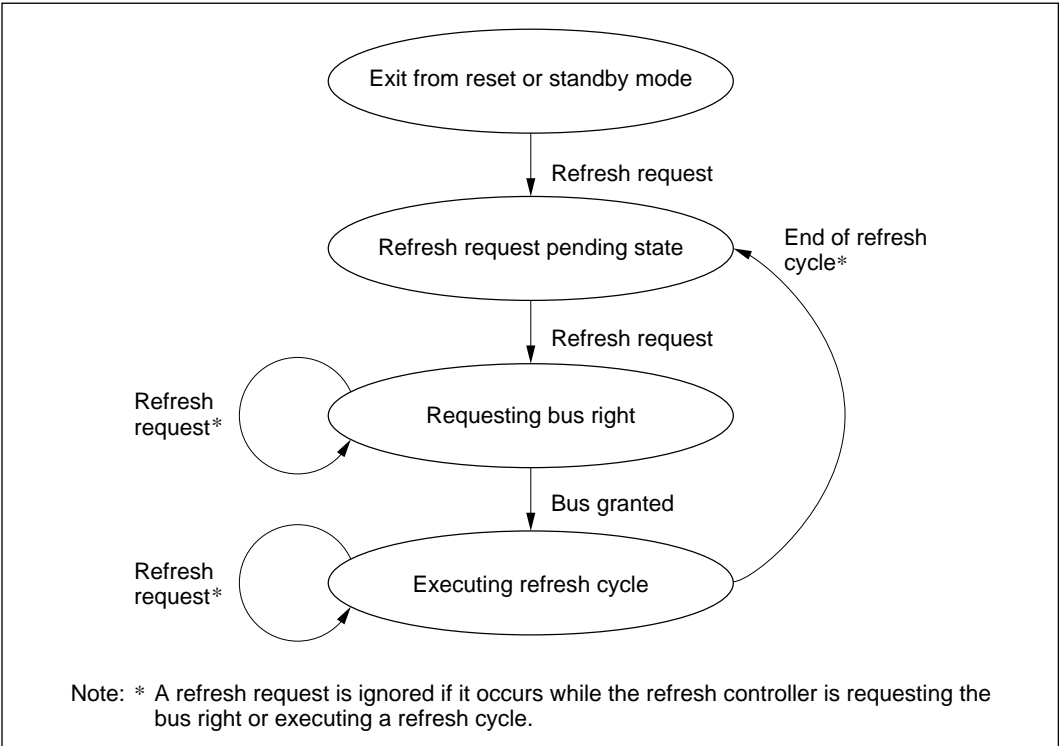 Exit from reset or standby mode
Refresh request
Refresh request pending state
End of refresh
cycle*
Refresh request
Refresh
request*
Requesting bus right
Bus granted
Refresh
request*
Executing refresh cycle
Note: * A refresh request is ignored if it occurs while the refresh controller is requesting the
bus right or executing a refresh cycle.